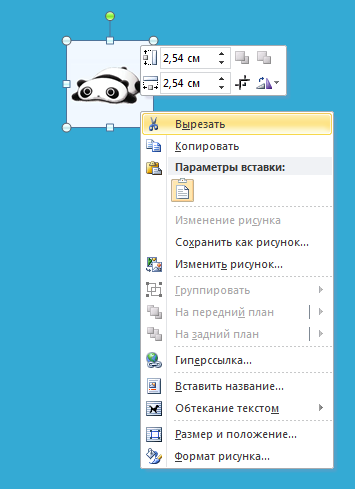 2,54 см
2,54 см
Вырезать
Копировать
Параметры вставки:
Изменение рисунка
Сохранить как рисунок...
Изменить рисунок...
Группировать
На передний план
На задний план
Гиперссылка...
Вставить название...
Обтекание текстом
Размер и положение...
Формат рисунка...